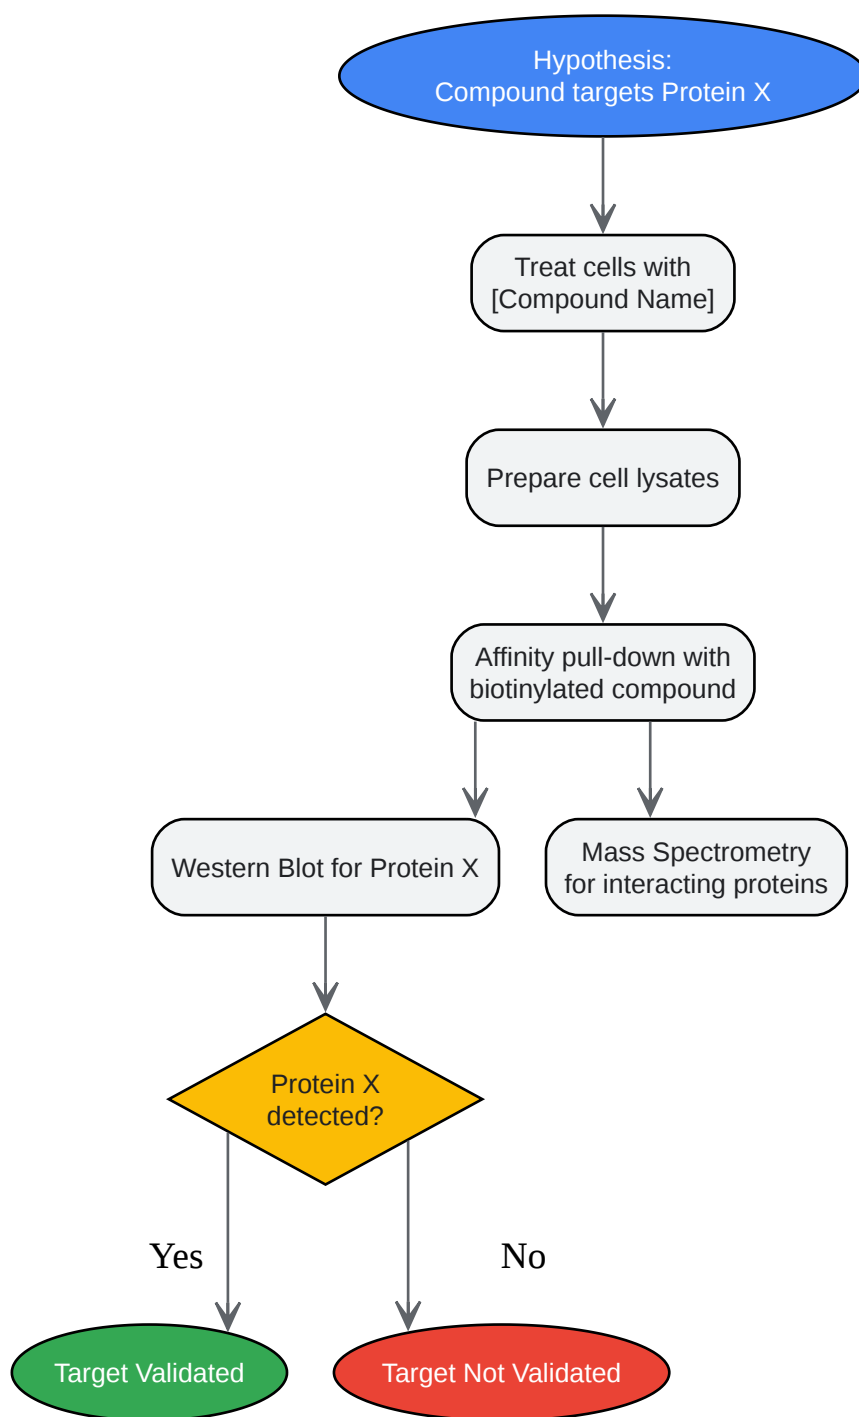 Hypothesis:
Compound targets Protein X
Treat cells with
[Compound Name]
Prepare cell lysates
Affinity pull-down with
biotinylated compound
Western Blot for Protein X
Mass Spectrometry
for interacting proteins
Protein X
detected?
Yes
No
Target Validated
Target Not Validated